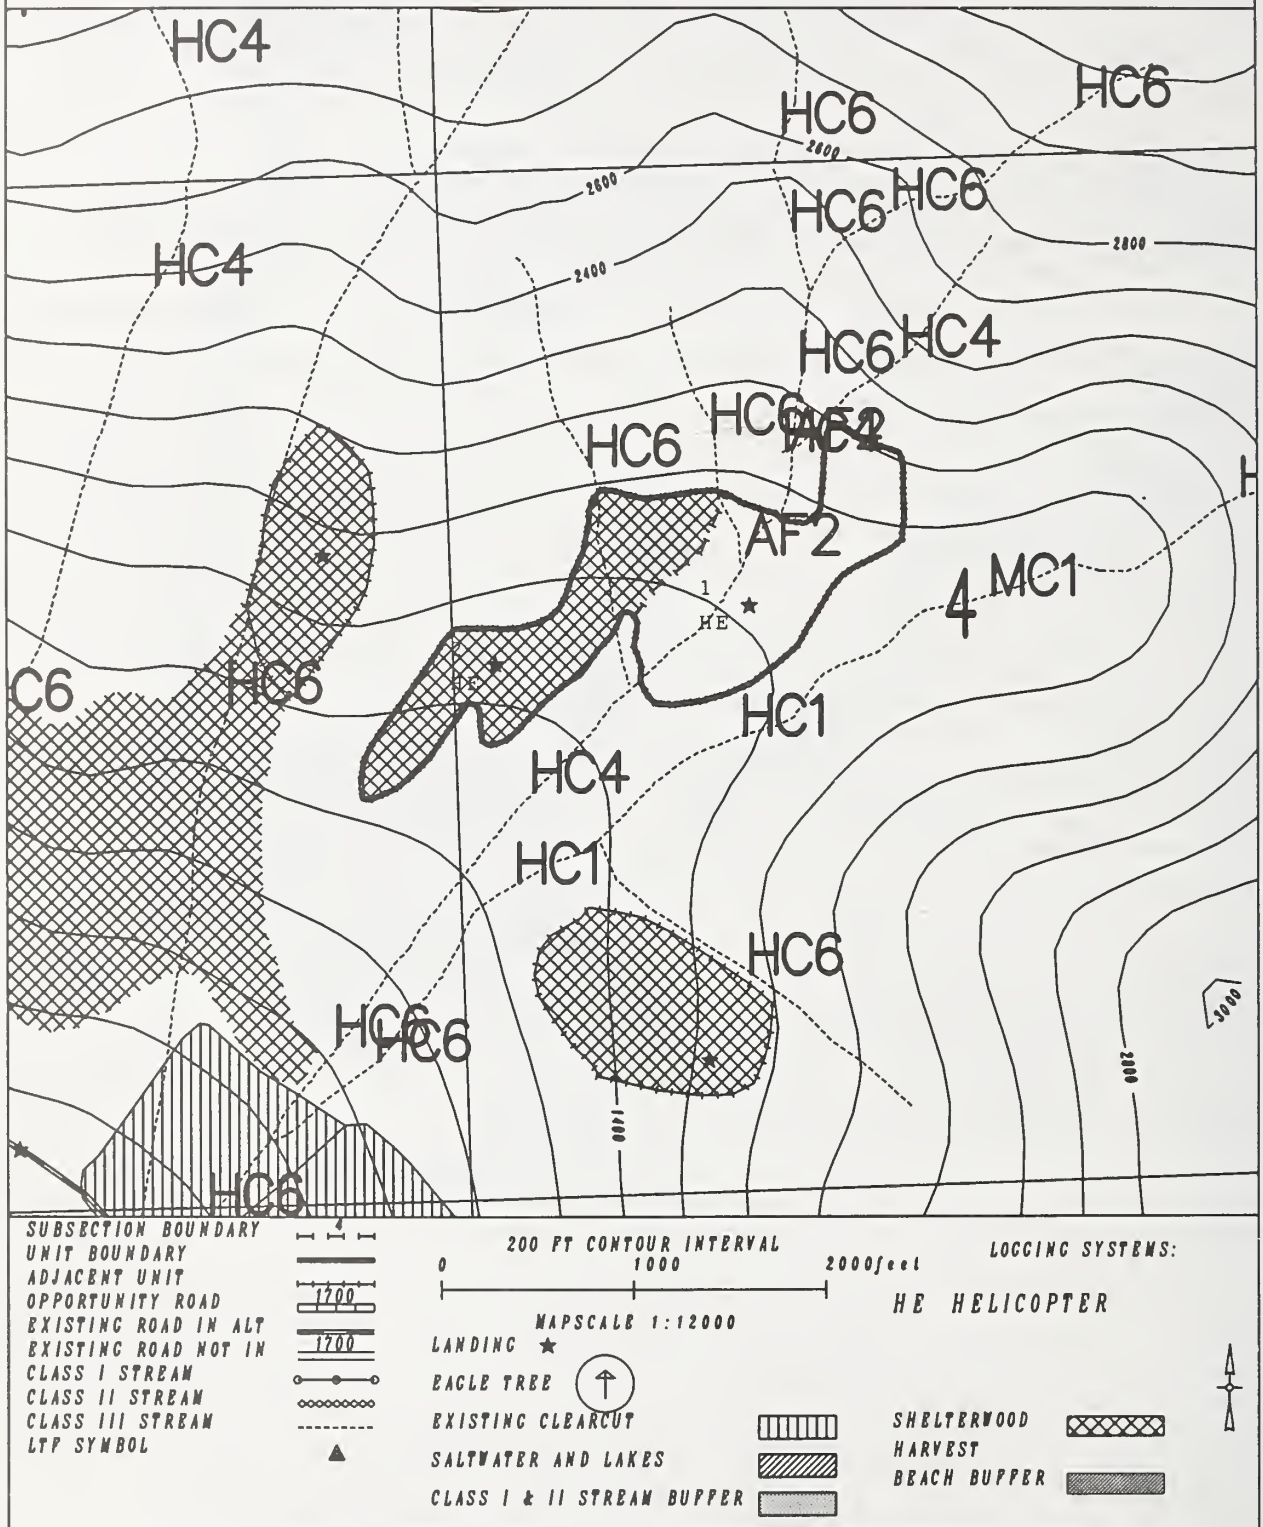 HC4
HC6
HC6
2600
2600
HC6
HC6
HC4
2400
2800
HC6
HC4
HC6
HC6
AF2
4
MC1
1
HE
HC6
C6
HC1
HC4
HC1
HC6
HC6
HC6
3000
2800
1400
HC6
SUBSECTION BOUNDARY
4
UNIT BOUNDARY
ADJACENT UNIT
OPPORTUNITY ROAD
1700
EXISTING ROAD IN ALT
EXISTING ROAD NOT IN
1700
CLASS I STREAM
CLASS II STREAM
CLASS III STREAM
LTF SYMBOL
200 FT CONTOUR INTERVAL
0 1000 2000feet
MAPSCALE 1:12000
LANDING
EAGLE TREE
EXISTING CLEARCUT
SALTWATER AND LAKES
CLASS I & II STREAM BUFFER
LOGGING SYSTEMS:
HE HELICOPTER
SHELTERWOOD
HARVEST
BEACH BUFFER